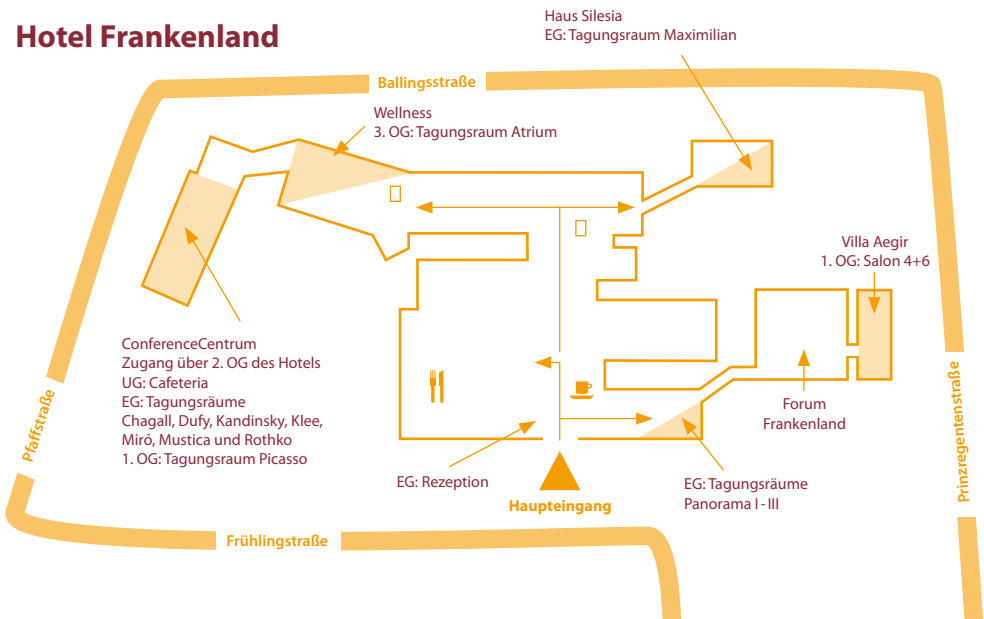 Hotel Frankenland
Haus Silesia
EG: Tagungsraum Maximilian
Ballingsstraße
Wellness
3. OG: Tagungsraum Atrium
Villa Aegir
1. OG: Salon 4+6
ConferenceCentrum
Zugang über 2. OG des Hotels
UG: Cafeteria
EG: Tagungsräume
Chagall, Dufy, Kandinsky, Klee,
Miró, Mustica und Rothko
1. OG: Tagungsraum Picasso
Pfaffstraße
Prinzregentenstraße
Forum
Frankenland
EG: Rezeption
Haupteingang
EG: Tagungsräume
Panorama I - III
Frühlingstraße